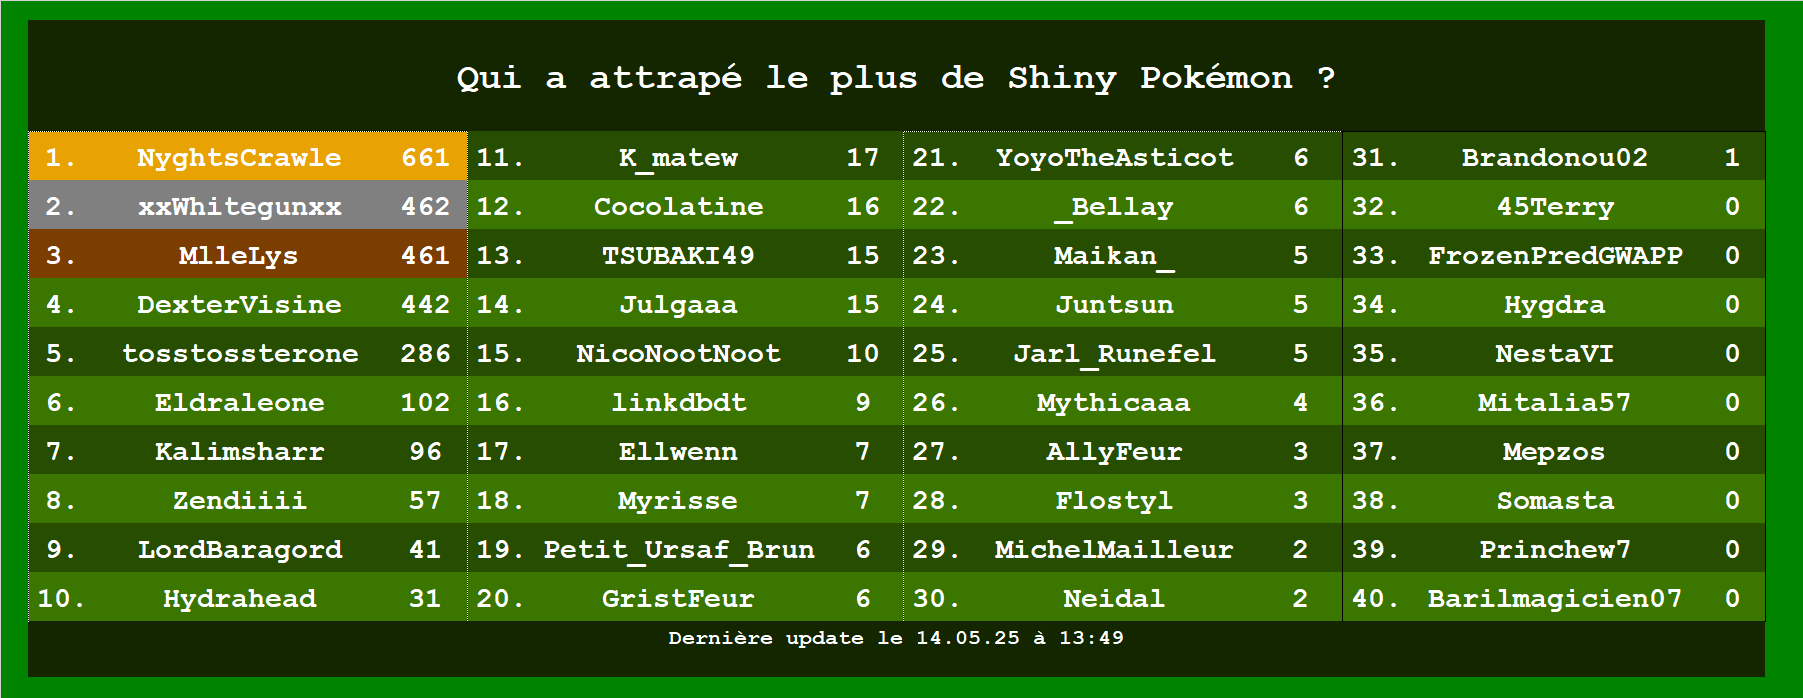 Qui a attrapé le plus de Shiny Pokémon ?
1. NyghtsCrawle 661
2. xxWhitegunxx 462
3. MlleLys 461
4. DexterVisine 442
5. tosstossterone 286
6. Eldraleone 102
7. Kalimsharr 96
8. Zendiiii 57
9. LordBaragord 41
10. Hydrahead 31
11. K_matew 17
12. Cocolatine 16
13. TSUBAKI49 15
14. Julgaaa 15
15. NicoNootNoot 10
16. linkdbdt 9
17. Ellwenn 7
18. Myrisse 7
19. Petit_Ursaf_Brun 6
20. GristFeur 6
21. YoyoTheAsticot 6
22. _Bellay 6
23. Maikan_ 5
24. Juntsun 5
25. Jarl_Runefel 5
26. Mythicaaa 4
27. AllyFeur 3
28. Flostyl 3
29. MichelMailleur 2
30. Neidal 2
31. Brandonou02 1
32. 45Terry 0
33. FrozenPredGWAPP 0
34. Hygdra 0
35. NestaVI 0
36. Mitalia57 0
37. Mepzos 0
38. Somasta 0
39. Princhew7 0
40. Barilmagicien07 0
Dernière update le 14.05.25 à 13:49